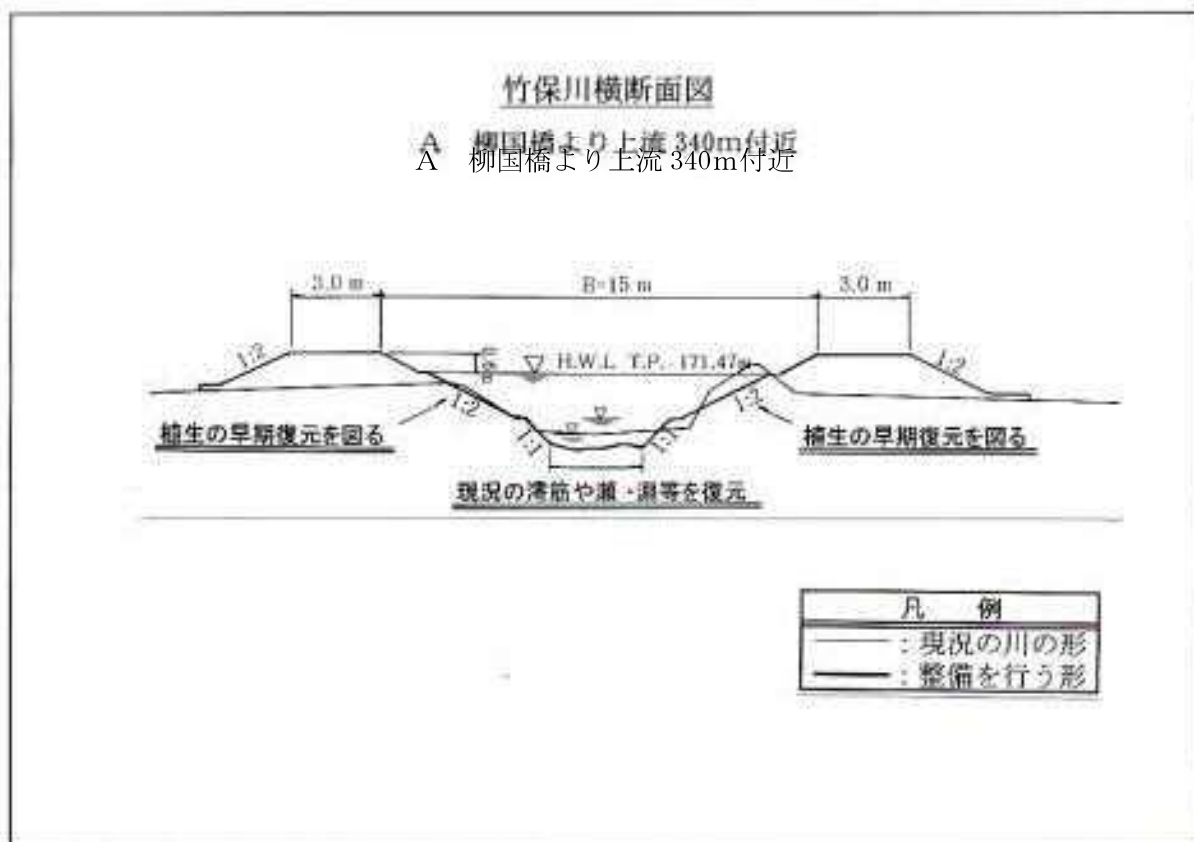 竹保川横断面図
A 柳国橋より上流 340m付近
A 柳国橋より上流 340m付近
3.0 m
B=15 m
3.0 m
1:2
H.W.L T.P. 171.47m
1:2
1:2
1:2
1:1
1:1
植生の早期復元を図る
植生の早期復元を図る
現況の澪筋や瀬・淵等を復元
凡 例
：現況の川の形
：整備を行う形